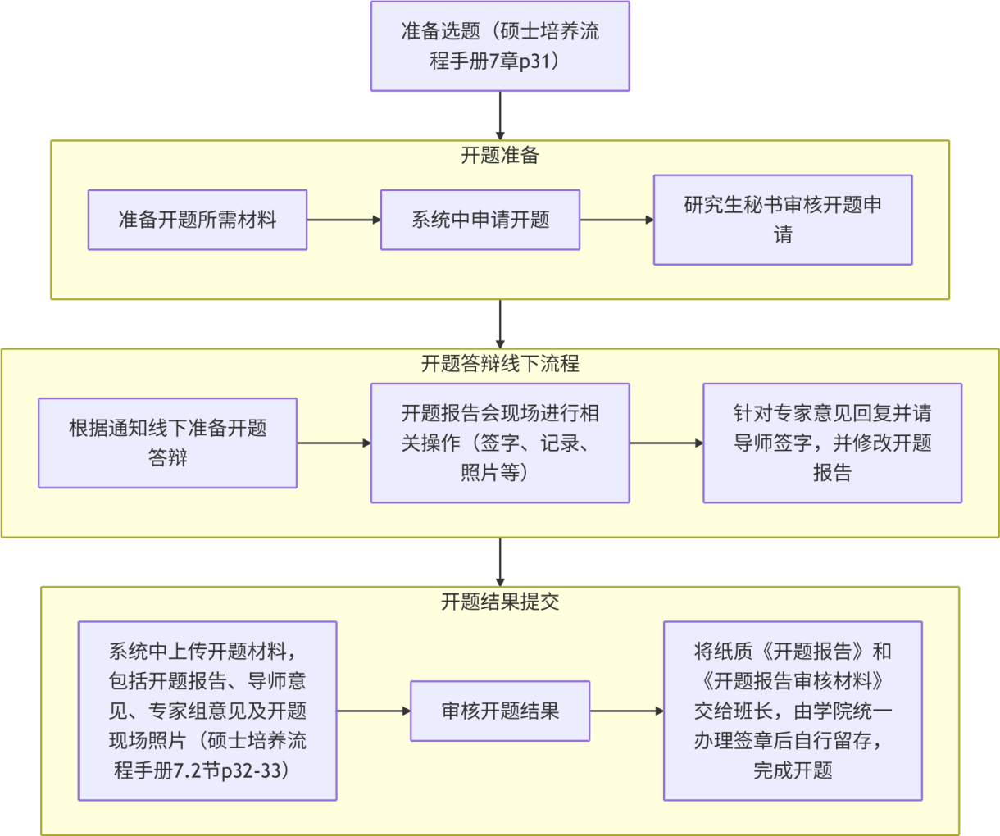 准备选题（硕士培养流
程手册7章p31）
开题准备
准备开题所需材料
系统中申请开题
研究生秘书审核开题申
请
开题答辩线下流程
根据通知线下准备开题
答辩
开题报告会现场进行相
关操作（签字、记录、
照片等）
针对专家意见回复并请
导师签字，并修改开题
报告
开题结果提交
系统中上传开题材料，
包括开题报告、导师意
见、专家组意见及开题
现场照片（硕士培养流
程手册7.2节p32-33）
审核开题结果
将纸质《开题报告》和
《开题报告审核材料》
交给班长，由学院统一
办理签章后自行留存，
完成开题